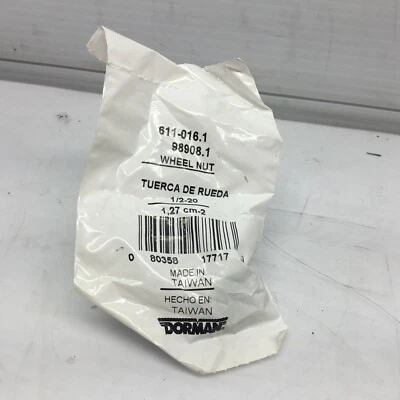 611-016.1
98908.1
WHEEL NUT
TUERCA DE RUEDA
1/2-20
1,27 cm-2
0 80358 17717
MADE IN
TAIWAN
HECHO EN
TAIWAN
DORMAN